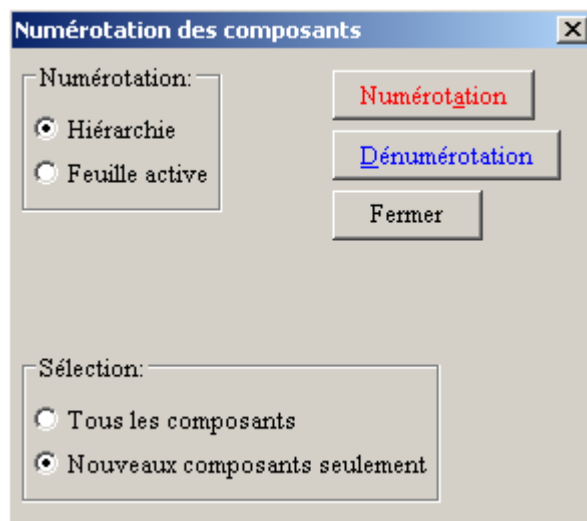 Numérotation des composants
Numérotation:
Hiérarchie
Feuille active
Numérotation
Dénumérotation
Fermer
Sélection:
Tous les composants
Nouveaux composants seulement